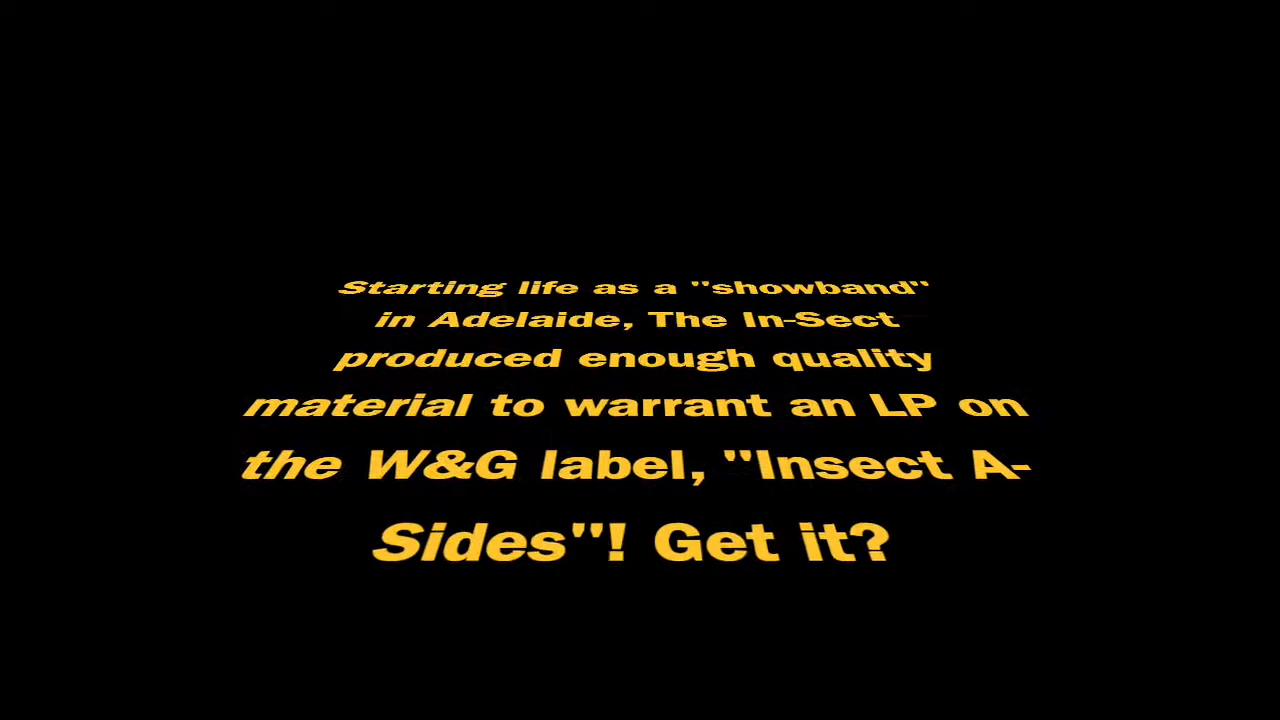 Starting life as a "showband"
in Adelaide, The In-Sect
produced enough quality
material to warrant an LP on
the W&G label, "Insect A-
Sides"! Get it?